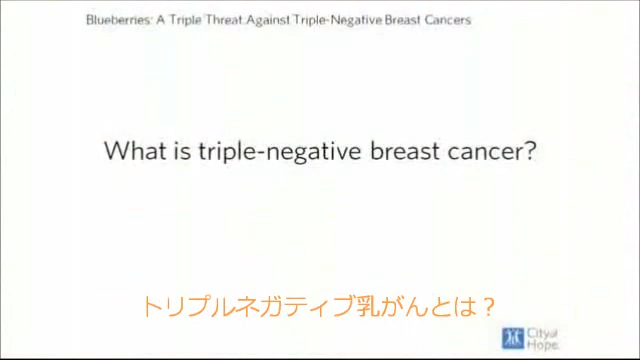 Blueberries: A Triple Threat Against Triple-Negative Breast Cancers
What is triple-negative breast cancer?
トリプルネガティブ乳がんとは？
City of
Hope.